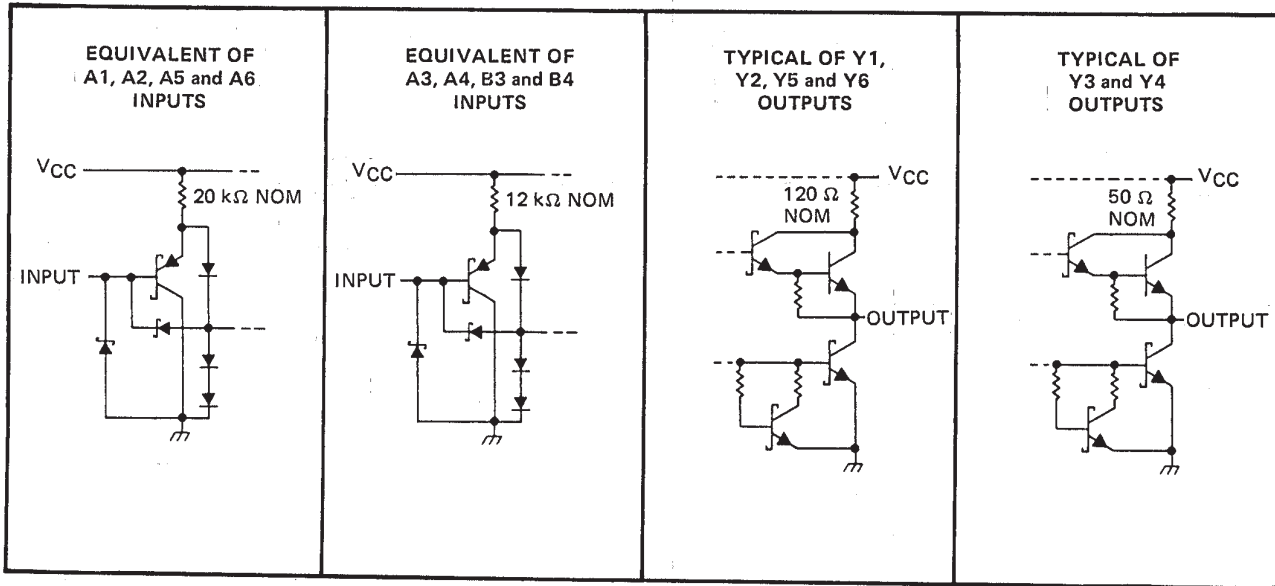 EQUIVALENT OF
A1, A2, A5 and A6
INPUTS
VCC
20 kΩ NOM
INPUT
EQUIVALENT OF
A3, A4, B3 and B4
INPUTS
VCC
12 kΩ NOM
INPUT
TYPICAL OF Y1,
Y2, Y5 and Y6
OUTPUTS
VCC
120 Ω
NOM
OUTPUT
TYPICAL OF
Y3 and Y4
OUTPUTS
VCC
50 Ω
NOM
OUTPUT